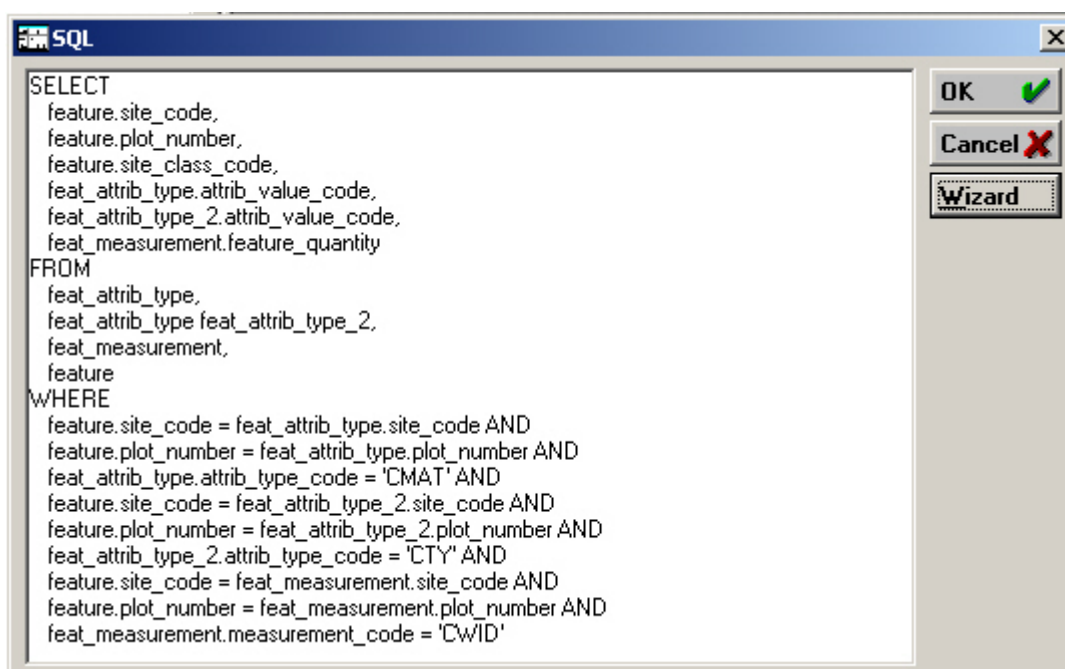 SQL
SELECT
feature.site_code,
feature.plot_number,
feature.site_class_code,
feat_attrib_type.attrib_value_code,
feat_attrib_type_2.attrib_value_code,
feat_measurement.feature_quantity
FROM
feat_attrib_type,
feat_attrib_type feat_attrib_type_2,
feat_measurement,
feature
WHERE
feature.site_code = feat_attrib_type.site_code AND
feature.plot_number = feat_attrib_type.plot_number AND
feat_attrib_type.attrib_type_code = 'CMAT' AND
feature.site_code = feat_attrib_type_2.site_code AND
feature.plot_number = feat_attrib_type_2.plot_number AND
feat_attrib_type_2.attrib_type_code = 'CTY' AND
feature.site_code = feat_measurement.site_code AND
feature.plot_number = feat_measurement.plot_number AND
feat_measurement.measurement_code = 'CWID'
OK
Cancel
Wizard